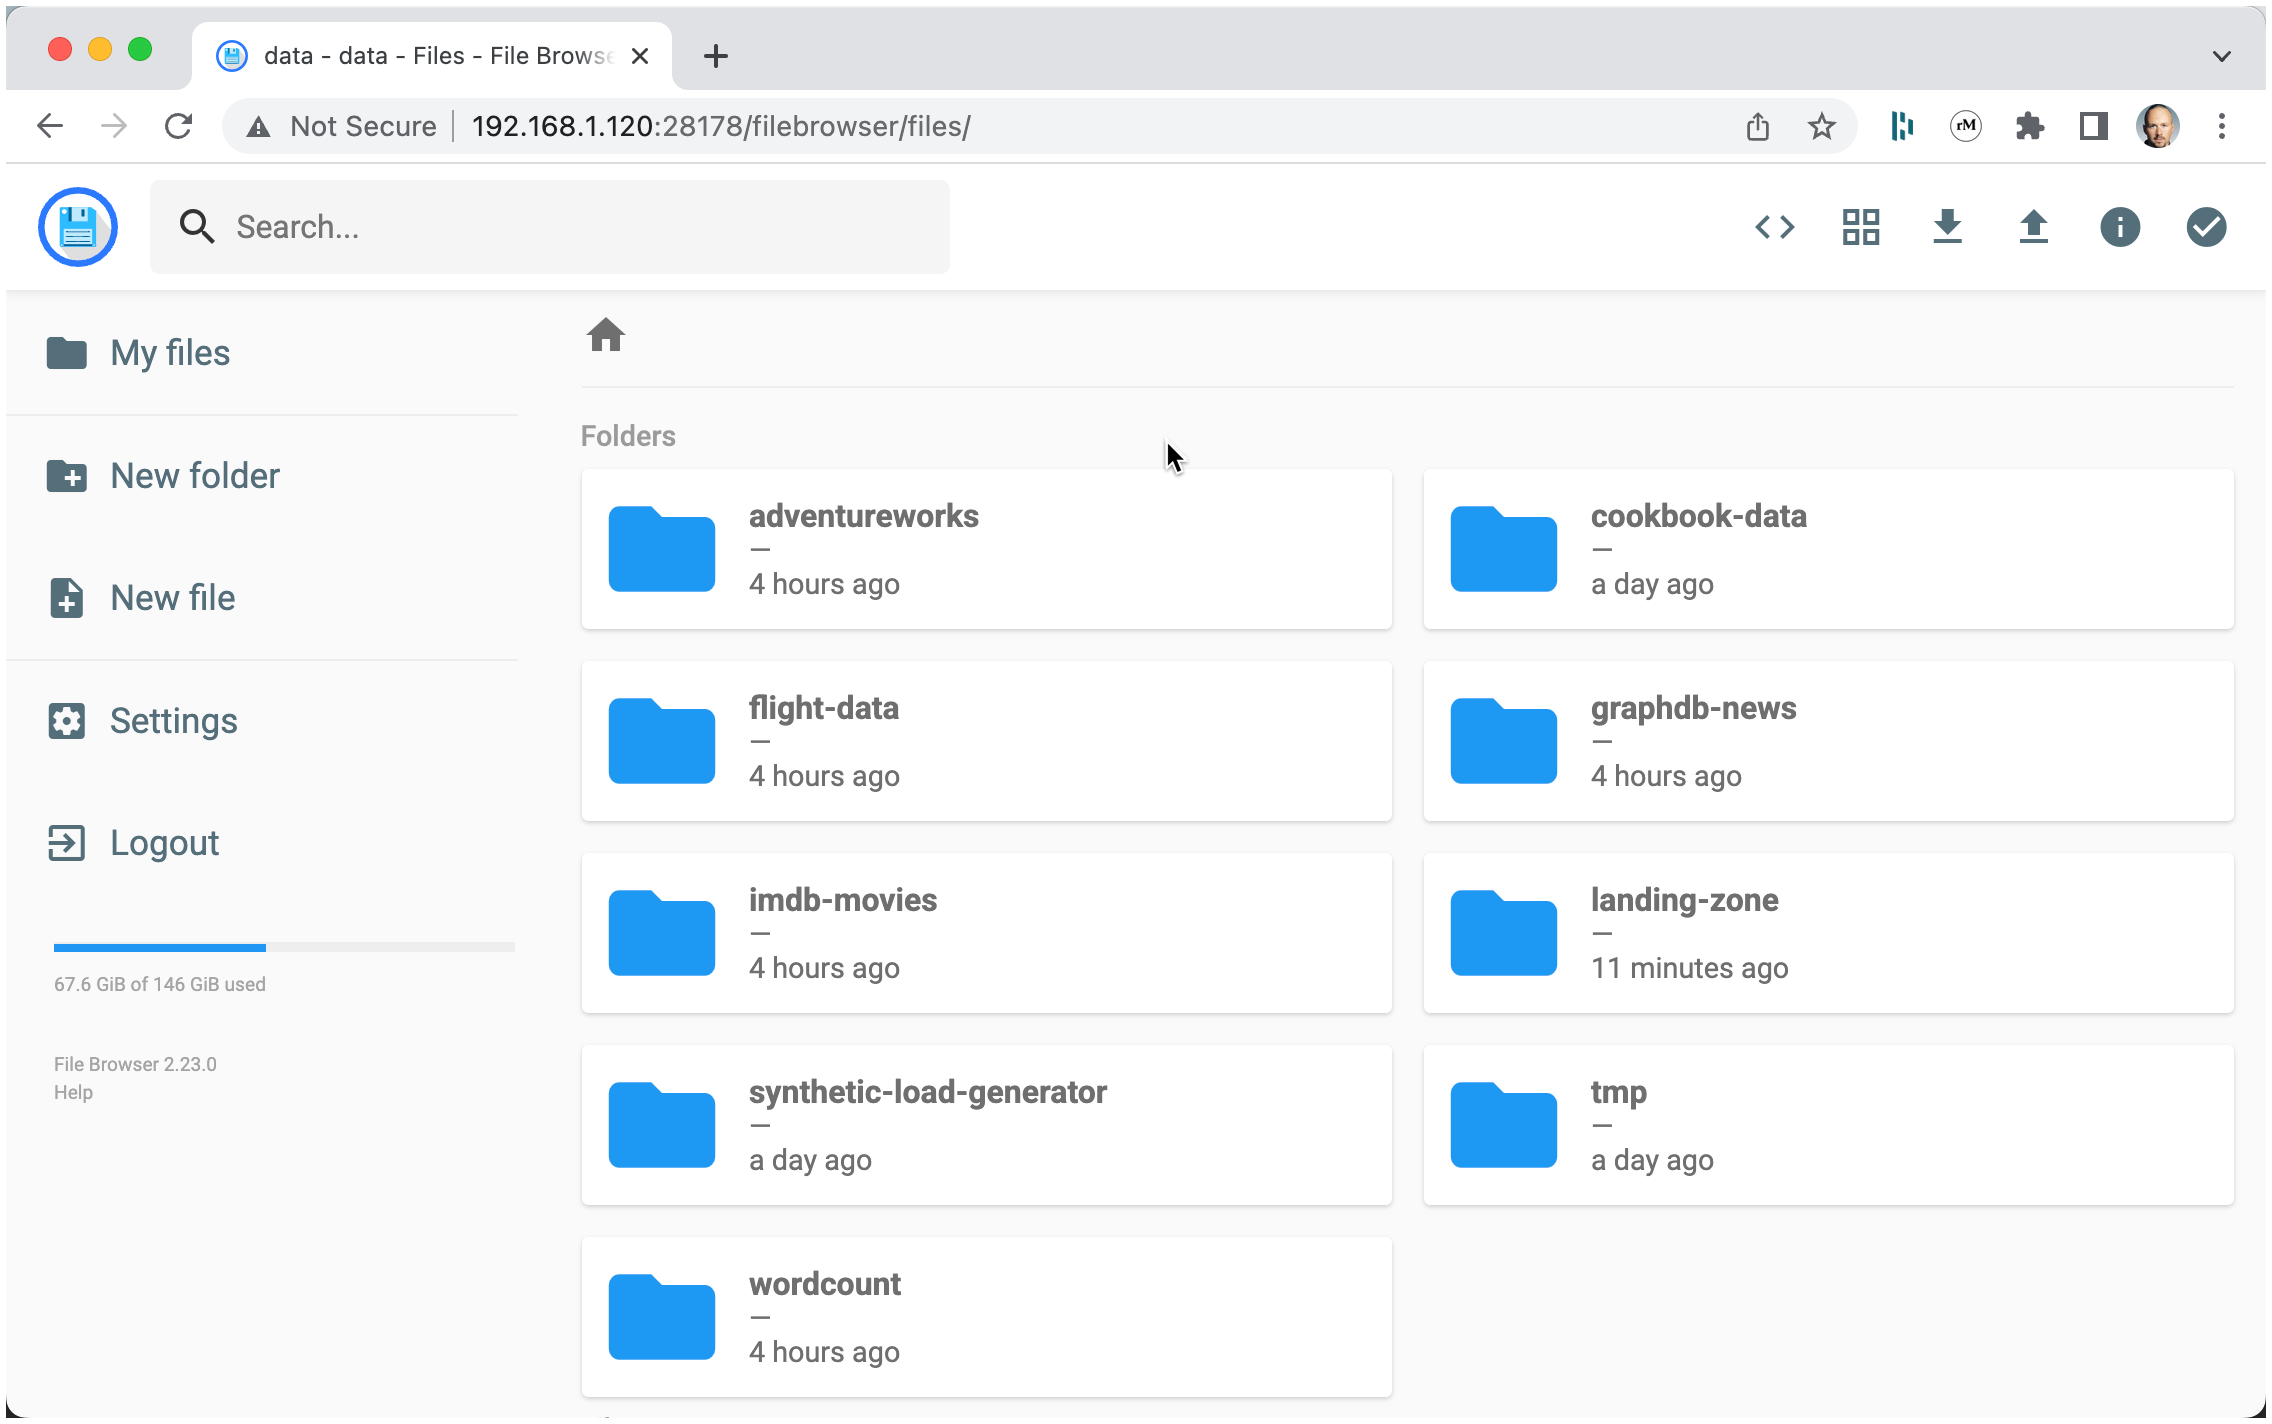 data - data - Files - File Browse
Not Secure
192.168.1.120:28178/filebrowser/files/
rM
Search...
My files
New folder
New file
Settings
Logout
67.6 GiB of 146 GiB used
File Browser 2.23.0
Help
Folders
adventureworks
—
4 hours ago
cookbook-data
—
a day ago
flight-data
—
4 hours ago
graphdb-news
—
4 hours ago
imdb-movies
—
4 hours ago
landing-zone
—
11 minutes ago
synthetic-load-generator
—
a day ago
tmp
—
a day ago
wordcount
—
4 hours ago